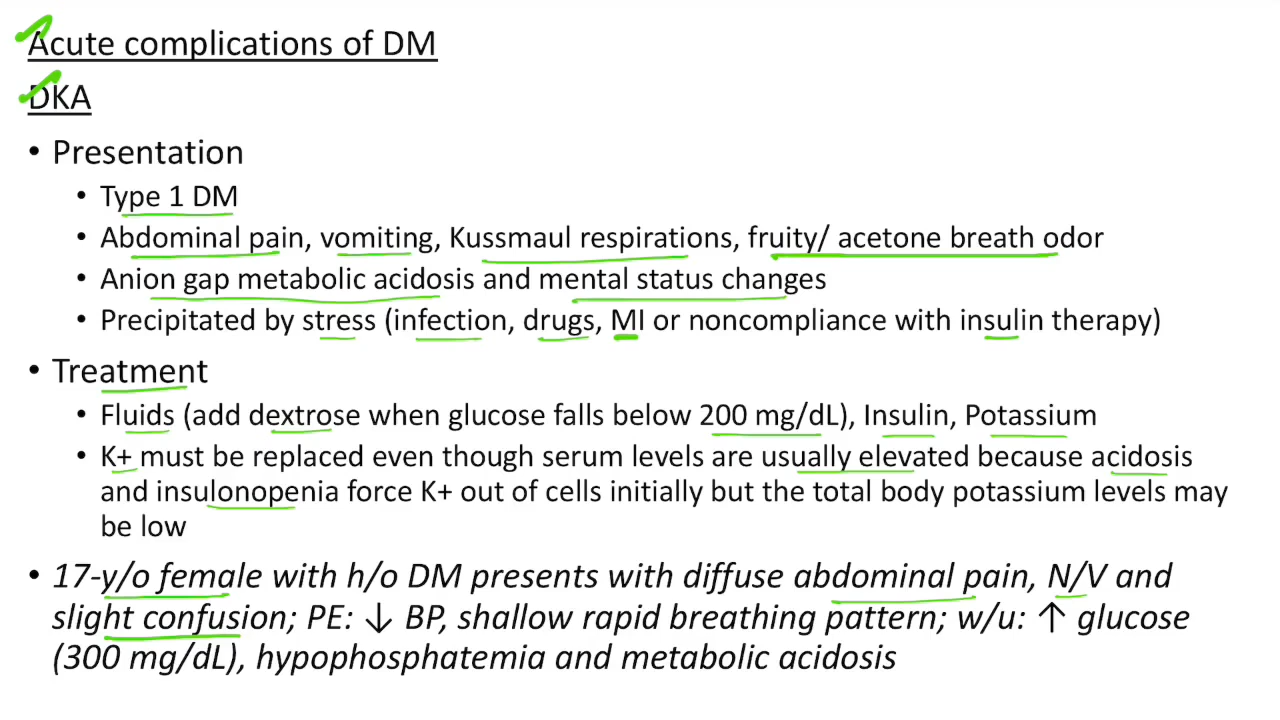 Acute complications of DM
DKA
• Presentation
• Type 1 DM
• Abdominal pain, vomiting, Kussmaul respirations, fruity/ acetone breath odor
• Anion gap metabolic acidosis and mental status changes
• Precipitated by stress (infection, drugs, MI or noncompliance with insulin therapy)
• Treatment
• Fluids (add dextrose when glucose falls below 200 mg/dL), Insulin, Potassium
• K+ must be replaced even though serum levels are usually elevated because acidosis
and insulonopenia force K+ out of cells initially but the total body potassium levels may
be low
• 17-y/o female with h/o DM presents with diffuse abdominal pain, N/V and
slight confusion; PE: ↓ BP, shallow rapid breathing pattern; w/u: ↑ glucose
(300 mg/dL), hypophosphatemia and metabolic acidosis